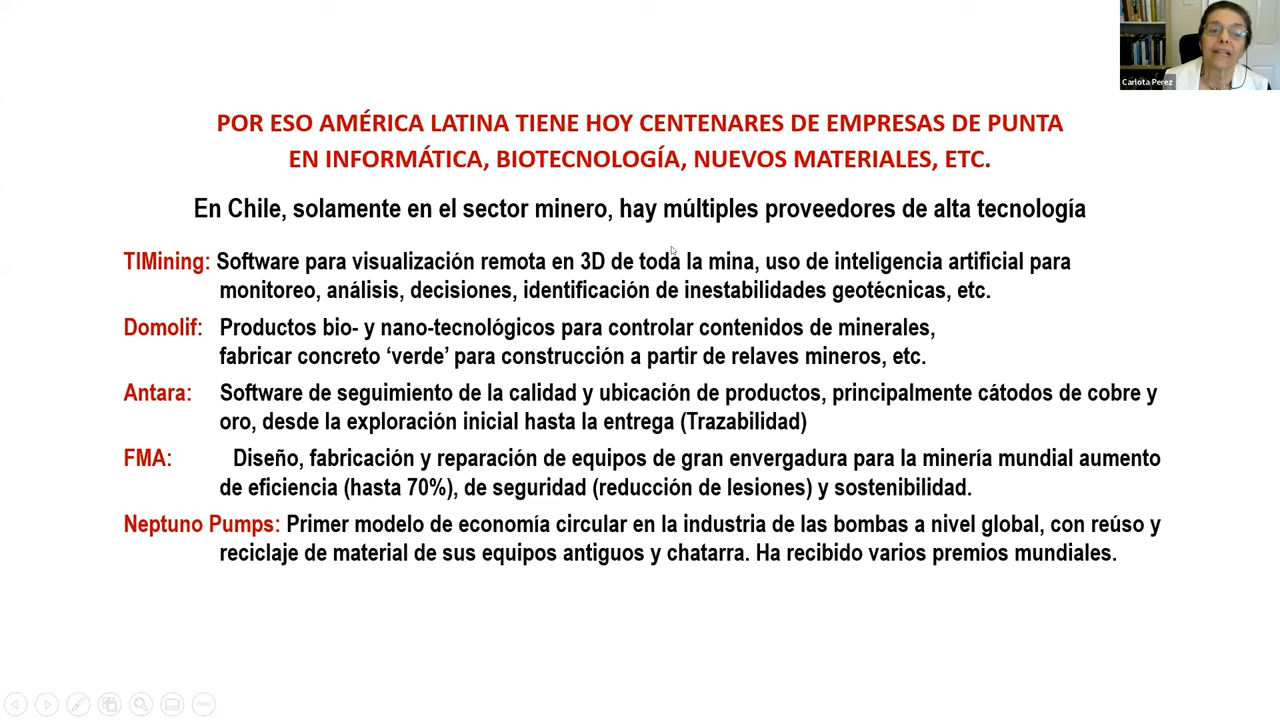 Carlota Perez
POR ESO AMÉRICA LATINA TIENE HOY CENTENARES DE EMPRESAS DE PUNTA
EN INFORMÁTICA, BIOTECNOLOGÍA, NUEVOS MATERIALES, ETC.
En Chile, solamente en el sector minero, hay múltiples proveedores de alta tecnología
TIMining: Software para visualización remota en 3D de toda la mina, uso de inteligencia artificial para
monitoreo, análisis, decisiones, identificación de inestabilidades geotécnicas, etc.
Domolif: Productos bio- y nano-tecnológicos para controlar contenidos de minerales,
fabricar concreto ‘verde’ para construcción a partir de relaves mineros, etc.
Antara: Software de seguimiento de la calidad y ubicación de productos, principalmente cátodos de cobre y
oro, desde la exploración inicial hasta la entrega (Trazabilidad)
FMA: Diseño, fabricación y reparación de equipos de gran envergadura para la minería mundial aumento
de eficiencia (hasta 70%), de seguridad (reducción de lesiones) y sostenibilidad.
Neptuno Pumps: Primer modelo de economía circular en la industria de las bombas a nivel global, con reúso y
reciclaje de material de sus equipos antiguos y chatarra. Ha recibido varios premios mundiales.